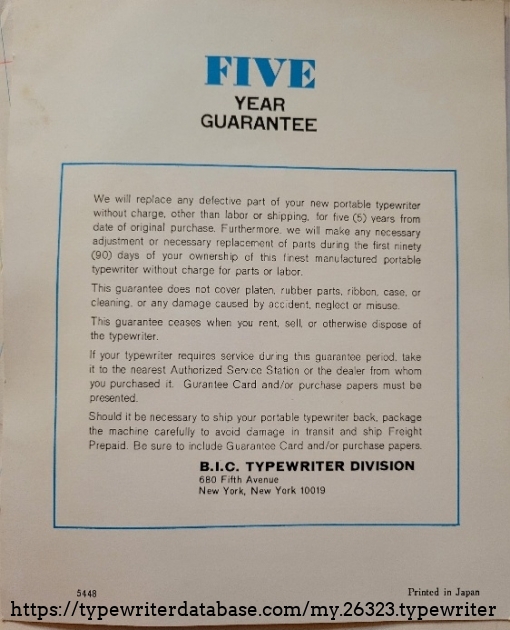 FIVE
YEAR
GUARANTEE
We will replace any defective part of your new portable typewriter
without charge, other than labor or shipping, for five (5) years from
date of original purchase. Furthermore, we will make any necessary
adjustment or necessary replacement of parts during the first ninety
(90) days of your ownership of this finest manufactured portable
typewriter without charge for parts or labor.
This guarantee does not cover platen, rubber parts, ribbon, case, or
cleaning, or any damage caused by accident, neglect or misuse.
This guarantee ceases when you rent, sell, or otherwise dispose of
the typewriter.
If your typewriter requires service during this guarantee period, take
it to the nearest Authorized Service Station or the dealer from whom
you purchased it. Gurantee Card and/or purchase papers must be
presented.
Should it be necessary to ship your portable typewriter back, package
the machine carefully to avoid damage in transit and ship Freight
Prepaid. Be sure to include Guarantee Card and/or purchase papers.
B.I.C. TYPEWRITER DIVISION
680 Fifth Avenue
New York, New York 10019
5448 Printed in Japan
https://typewriterdatabase.com/my.26323.typewriter